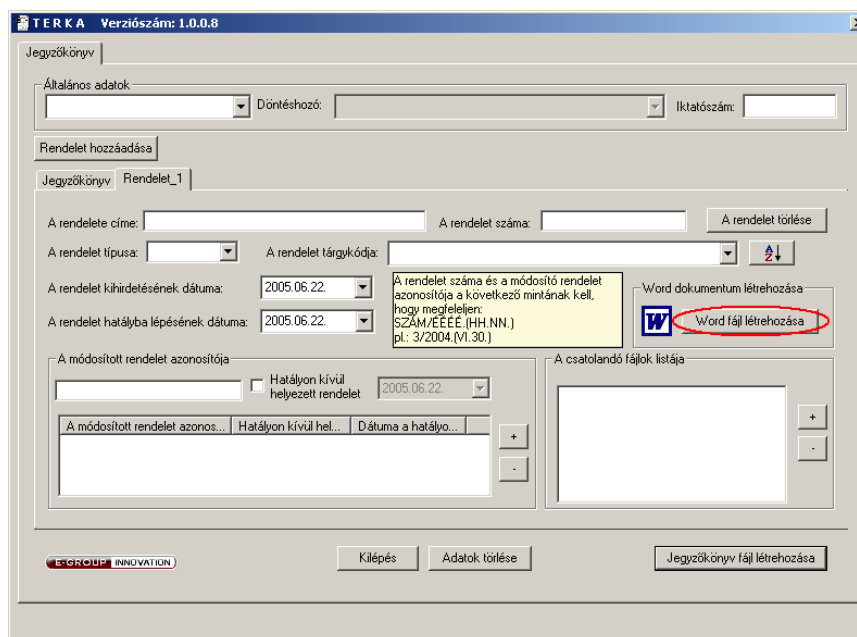 TERKA Verziószám: 1.0.0.8
Jegyzőkönyv
Általános adatok
Döntéshozó:
Iktatószám:
Rendelet hozzáadása
Jegyzőkönyv Rendelet_1
A rendelete címe:
A rendelet száma:
A rendelet törlése
A rendelet típusa:
A rendelet tárgykódja:
A
Z
A rendelet kihirdetésének dátuma:
2005.06.22.
A rendelet hatályba lépésének dátuma:
2005.06.22.
A rendelet száma és a módosító rendelet
azonosítója a következő mintának kell,
hogy megfeleljen:
SZÁM/ÉÉÉÉ.(HH.NN.)
pl.: 3/2004.(VI.30.)
Word dokumentum létrehozása
W
Word fájl létrehozása
A módosított rendelet azonosítója
Hatályon kívül
helyezett rendelet
2005.06.22.
A módosított rendelet azonos... Hatályon kívül hel... Dátuma a hatályo...
+
-
A csatolandó fájlok listája
+
-
E-GROUP INNOVATION
Kilépés
Adatok törlése
Jegyzőkönyv fájl létrehozása